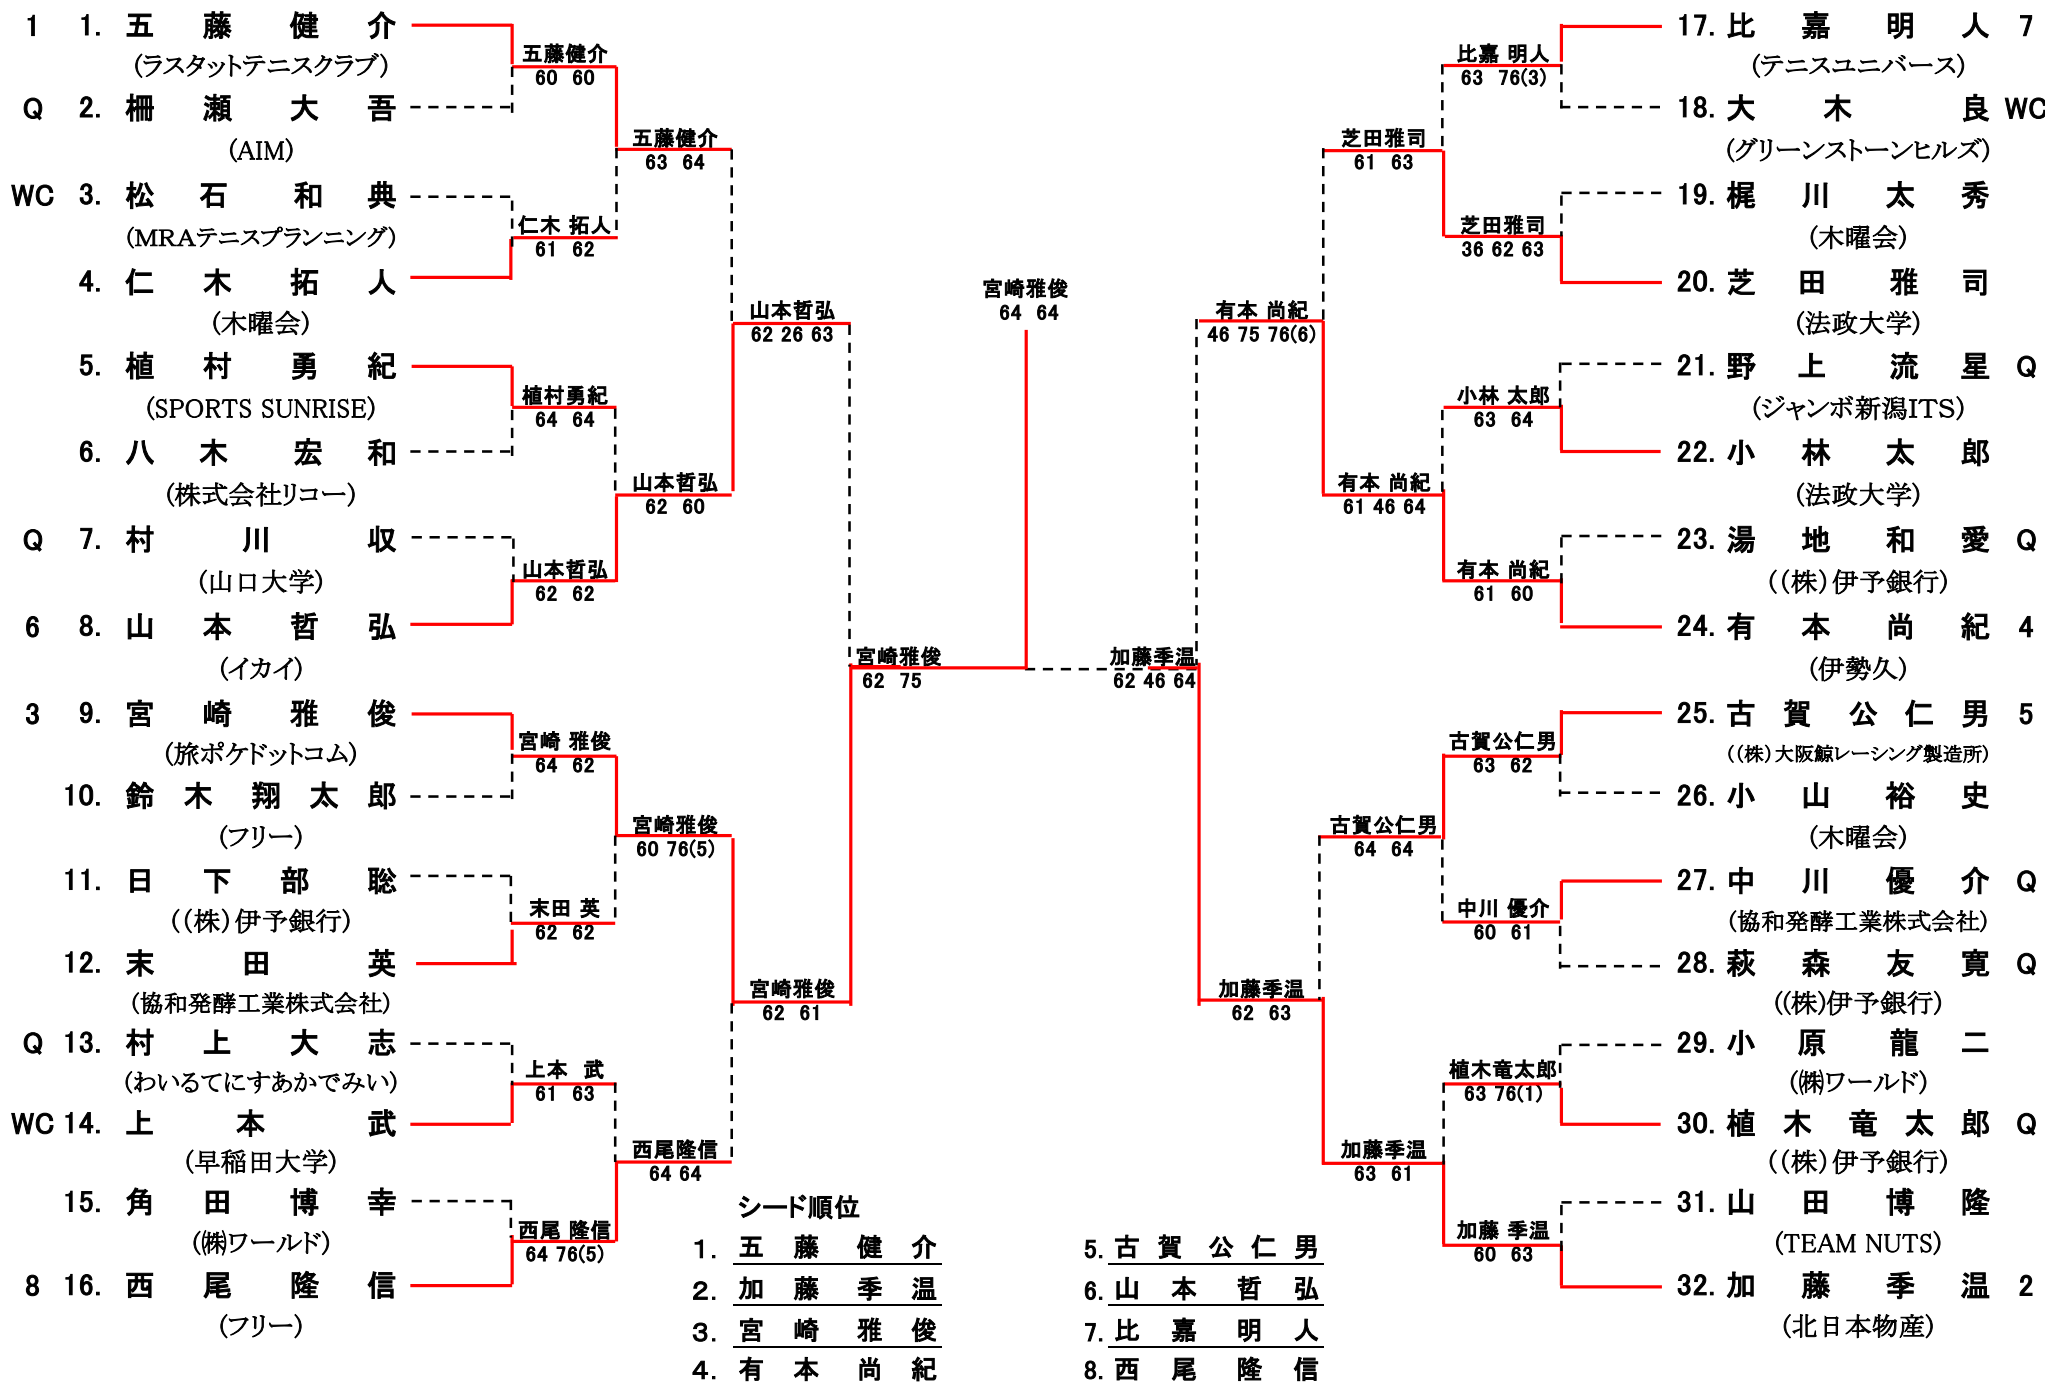 1 1. 五藤健介
(ラスタットテニスクラブ)
Q 2. 柵瀬大吾
(AIM)
WC 3. 松石和典
(MRAテニスプランニング)
4. 仁木拓人
(木曜会)
5. 植村勇紀
(SPORTS SUNRISE)
6. 八木宏和
(株式会社リコー)
Q 7. 村川収
(山口大学)
6 8. 山本哲弘
(イカイ)
3 9. 宮崎雅俊
(旅ポケドットコム)
10. 鈴木翔太郎
(フリー)
11. 日下部聡
((株)伊予銀行)
12. 末田英
(協和発酵工業株式会社)
Q 13. 村上大志
(わいるてにすあかでみい)
WC 14. 上本武
(早稲田大学)
15. 角田博幸
(㈱ワールド)
8 16. 西尾隆信
(フリー)
五藤健介
60 60
仁木 拓人
61 62
植村勇紀
64 64
山本哲弘
62 62
宮崎 雅俊
64 62
末田 英
62 62
上本 武
61 63
西尾 隆信
64 76(5)
五藤健介
63 64
山本哲弘
62 60
宮崎雅俊
60 76(5)
西尾隆信
64 64
山本哲弘
62 26 63
宮崎雅俊
62 61
宮崎雅俊
62 75
宮崎雅俊
64 64
加藤季温
62 46 64
有本 尚紀
46 75 76(6)
加藤季温
62 63
芝田雅司
61 63
有本 尚紀
61 46 64
古賀公仁男
64 64
加藤季温
63 61
比嘉 明人
63 76(3)
芝田雅司
36 62 63
小林 太郎
63 64
有本 尚紀
61 60
古賀公仁男
63 62
中川 優介
60 61
植木竜太郎
63 76(1)
加藤 季温
60 63
17. 比嘉明人 7
(テニスユニバース)
18. 大木良 WC
(グリーンストーンヒルズ)
19. 梶川太秀
(木曜会)
20. 芝田雅司
(法政大学)
21. 野上流星 Q
(ジャンボ新潟ITS)
22. 小林太郎
(法政大学)
23. 湯地和愛 Q
((株)伊予銀行)
24. 有本尚紀 4
(伊勢久)
25. 古賀公仁男 5
((株)大阪鯨レーシング製造所)
26. 小山裕史
(木曜会)
27. 中川優介 Q
(協和発酵工業株式会社)
28. 萩森友寛 Q
((株)伊予銀行)
29. 小原龍二
(㈱ワールド)
30. 植木竜太郎 Q
((株)伊予銀行)
31. 山田博隆
(TEAM NUTS)
32. 加藤季温 2
(北日本物産)
シード順位
1. 五藤健介
2. 加藤季温
3. 宮崎雅俊
4. 有本尚紀
5. 古賀公仁男
6. 山本哲弘
7. 比嘉明人
8. 西尾隆信